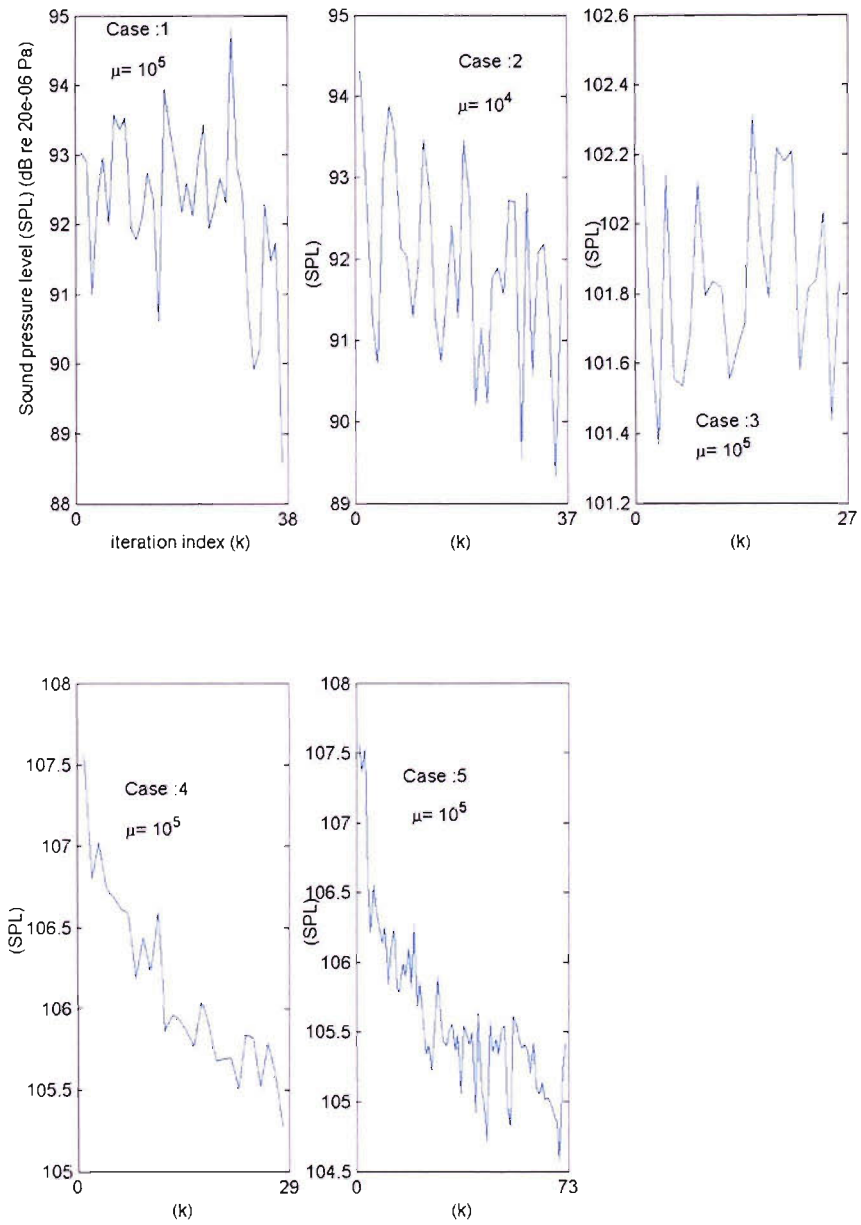 Sound pressure level (SPL) (dB re 20e-06 Pa)
95
94
93
92
91
90
89
88
Case :1
μ= 10^5
0
38
iteration index (k)
(SPL)
95
94
93
92
91
90
89
Case :2
μ= 10^4
0
37
(k)
(SPL)
102.6
102.4
102.2
102
101.8
101.6
101.4
101.2
Case :3
μ= 10^5
0
27
(k)
(SPL)
108
107.5
107
106.5
106
105.5
105
Case :4
μ= 10^5
0
29
(k)
(SPL)
108
107.5
107
106.5
106
105.5
105
104.5
Case :5
μ= 10^5
0
73
(k)